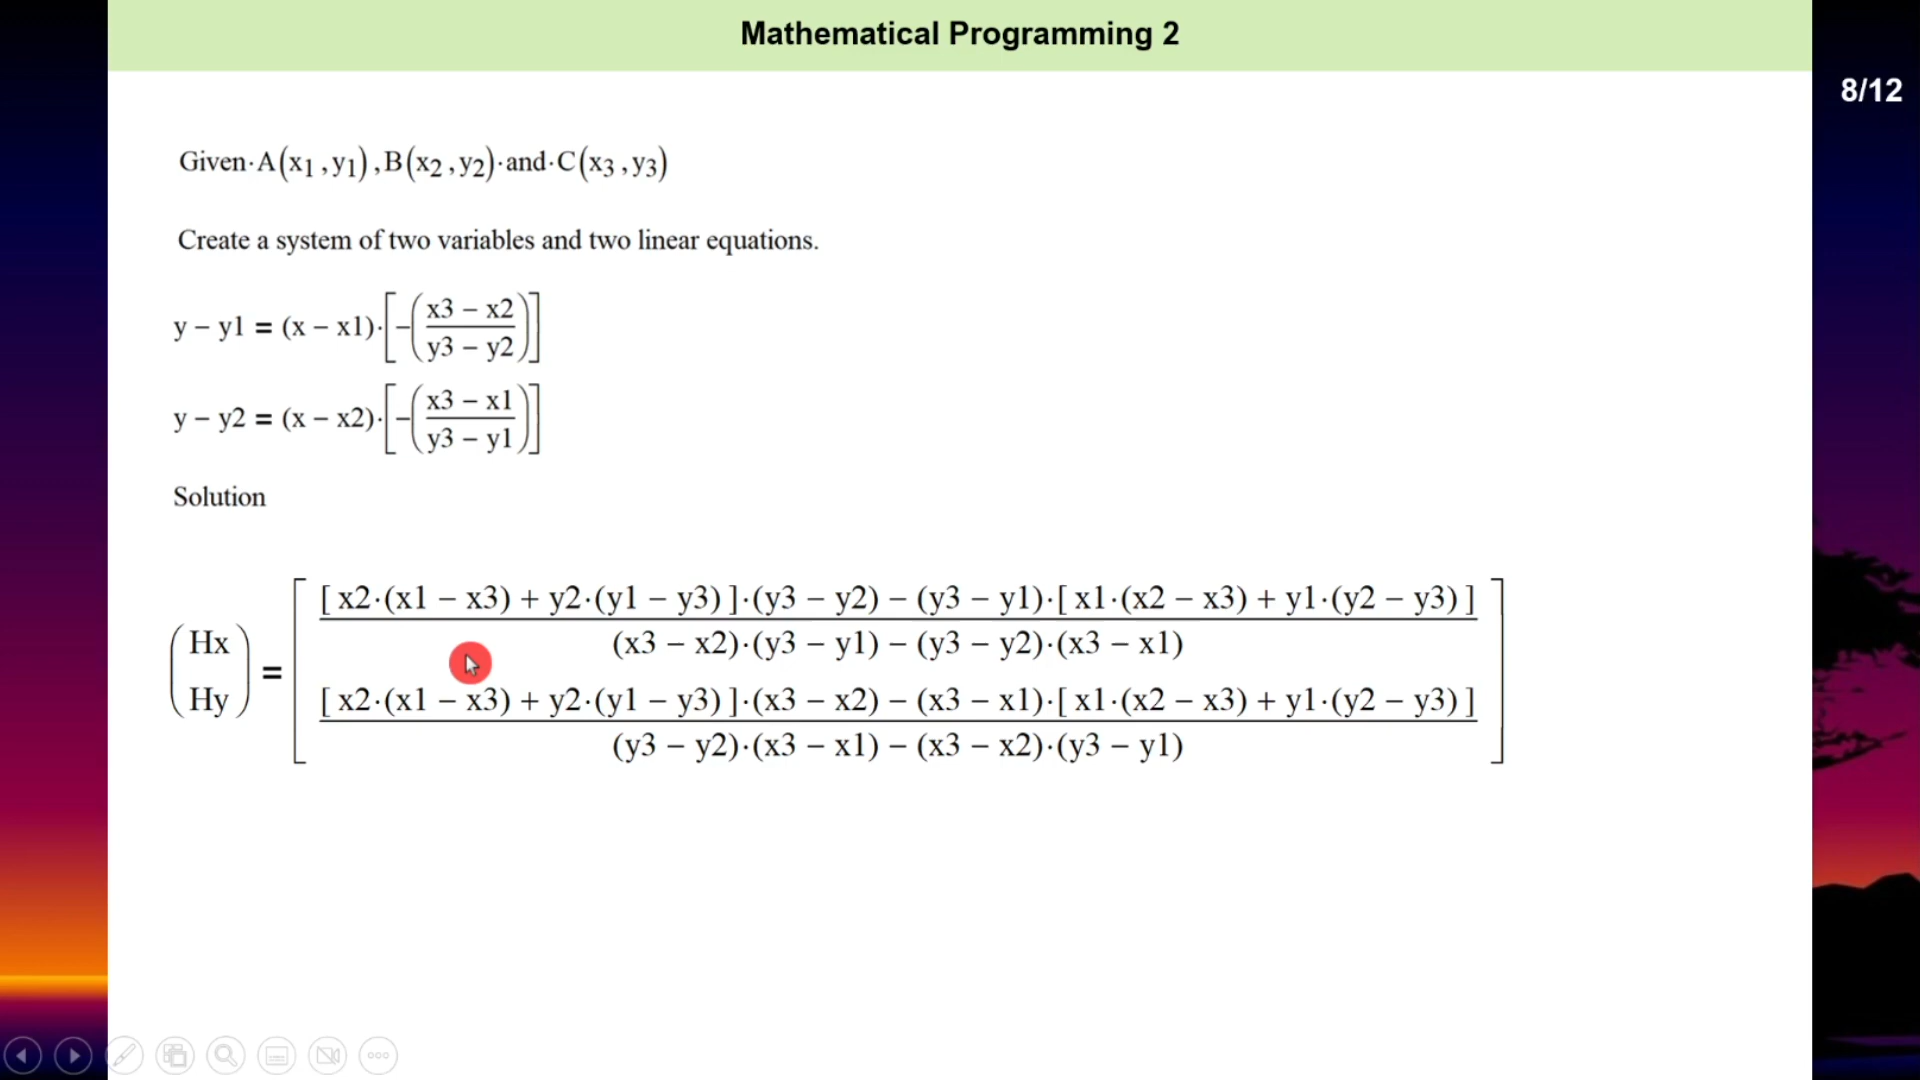 Mathematical Programming 2
8/12
Given·A(x1 ,y1) ,B(x2 ,y2)·and·C(x3 ,y3)
Create a system of two variables and two linear equations.
y − y1 = (x − x1)·[−((x3 − x2)/(y3 − y2))]
y − y2 = (x − x2)·[−((x3 − x1)/(y3 − y1))]
Solution
[ x2·(x1 − x3) + y2·(y1 − y3) ]·(y3 − y2) − (y3 − y1)·[ x1·(x2 − x3) + y1·(y2 − y3) ]
(x3 − x2)·(y3 − y1) − (y3 − y2)·(x3 − x1)
(Hx Hy) =
[ x2·(x1 − x3) + y2·(y1 − y3) ]·(x3 − x2) − (x3 − x1)·[ x1·(x2 − x3) + y1·(y2 − y3) ]
(y3 − y2)·(x3 − x1) − (x3 − x2)·(y3 − y1)